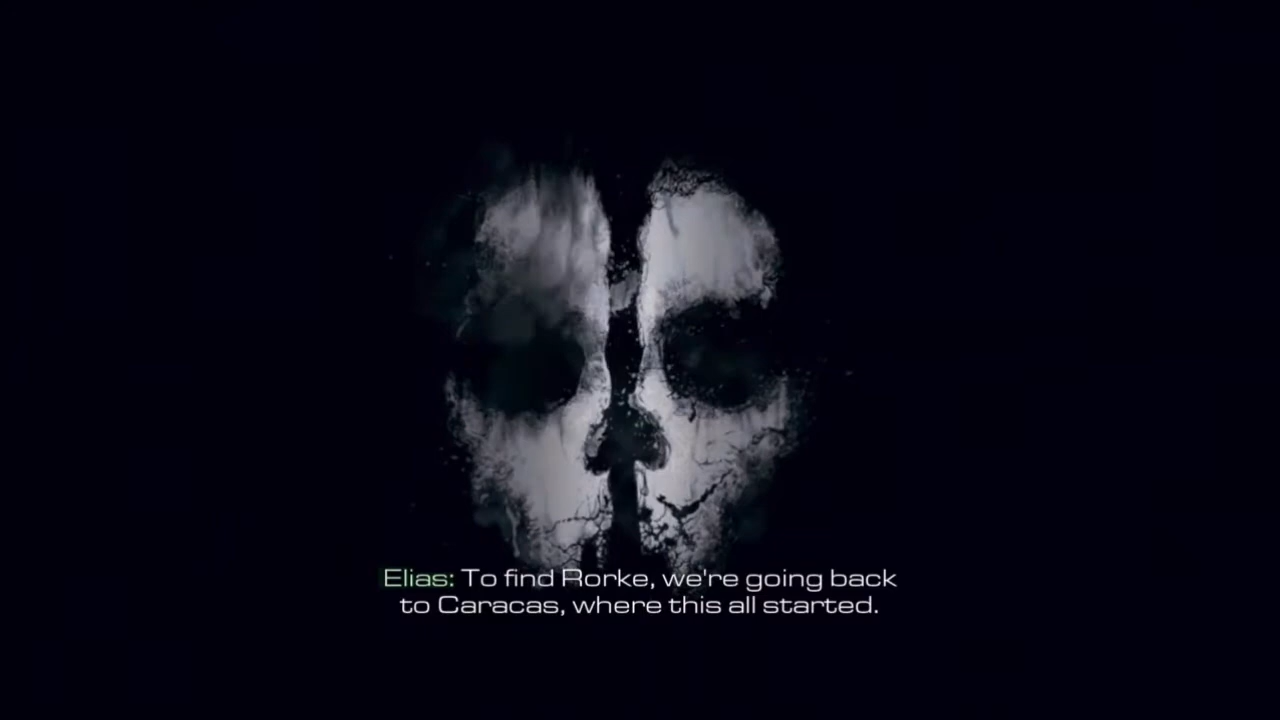 Elias: To find Rorke, we're going back
to Caracas, where this all started.